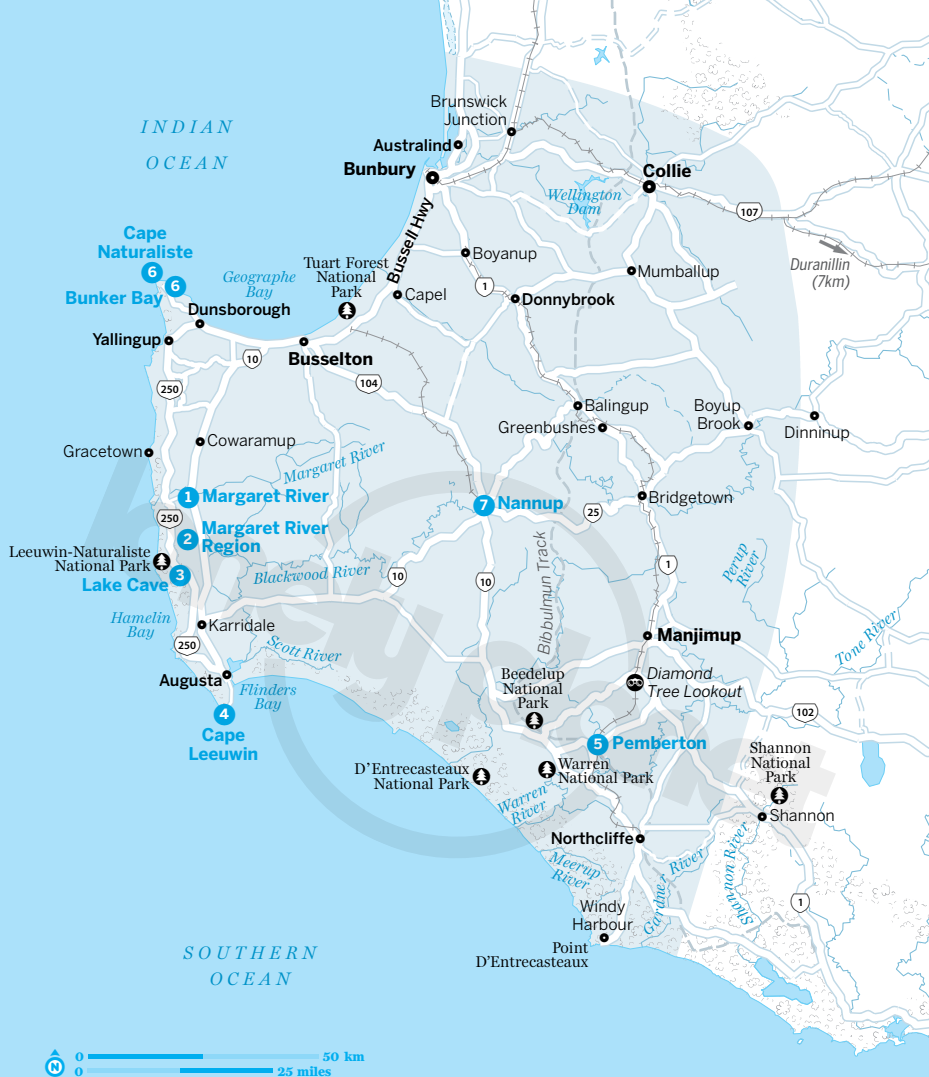 Brunswick
Junction
INDIAN
OCEAN
Australind
Bunbury
Collie
Wellington
Dam
107
Bussell Hwy
Cape
Naturaliste
6
6
Bunker Bay
Geographe
Bay
Tuart Forest
National
Park
Boyanup
Duranillin
(7km)
Mumballup
1
Capel
Donnybrook
Dunsborough
Yallingup
10
Busselton
104
250
Balingup
Greenbushes
Boyup
Brook
Dinninup
Gracetown
Cowaramup
Margaret River
1 Margaret River
7 Nannup
Bridgetown
25
250
2 Margaret River
Region
Leeuwin-Naturaliste
National Park
3
Lake Cave
Blackwood River
10
10
Bibbulmun Track
1
Perup
River
Hamelin
Bay
Karridale
250
Scott River
Manjimup
Tone River
Augusta
Flinders
Bay
Beedelup
National
Park
Diamond
Tree Lookout
4
Cape
Leeuwin
102
5 Pemberton
Shannon
National
Park
D'Entrecasteaux
National Park
Warren
National Park
Warren
River
Shannon
Northcliffe
Meerup
River
Gardner River
Shannon River
1
Windy
Harbour
Point
D'Entrecasteaux
SOUTHERN
OCEAN
N
0 50 km
0 25 miles